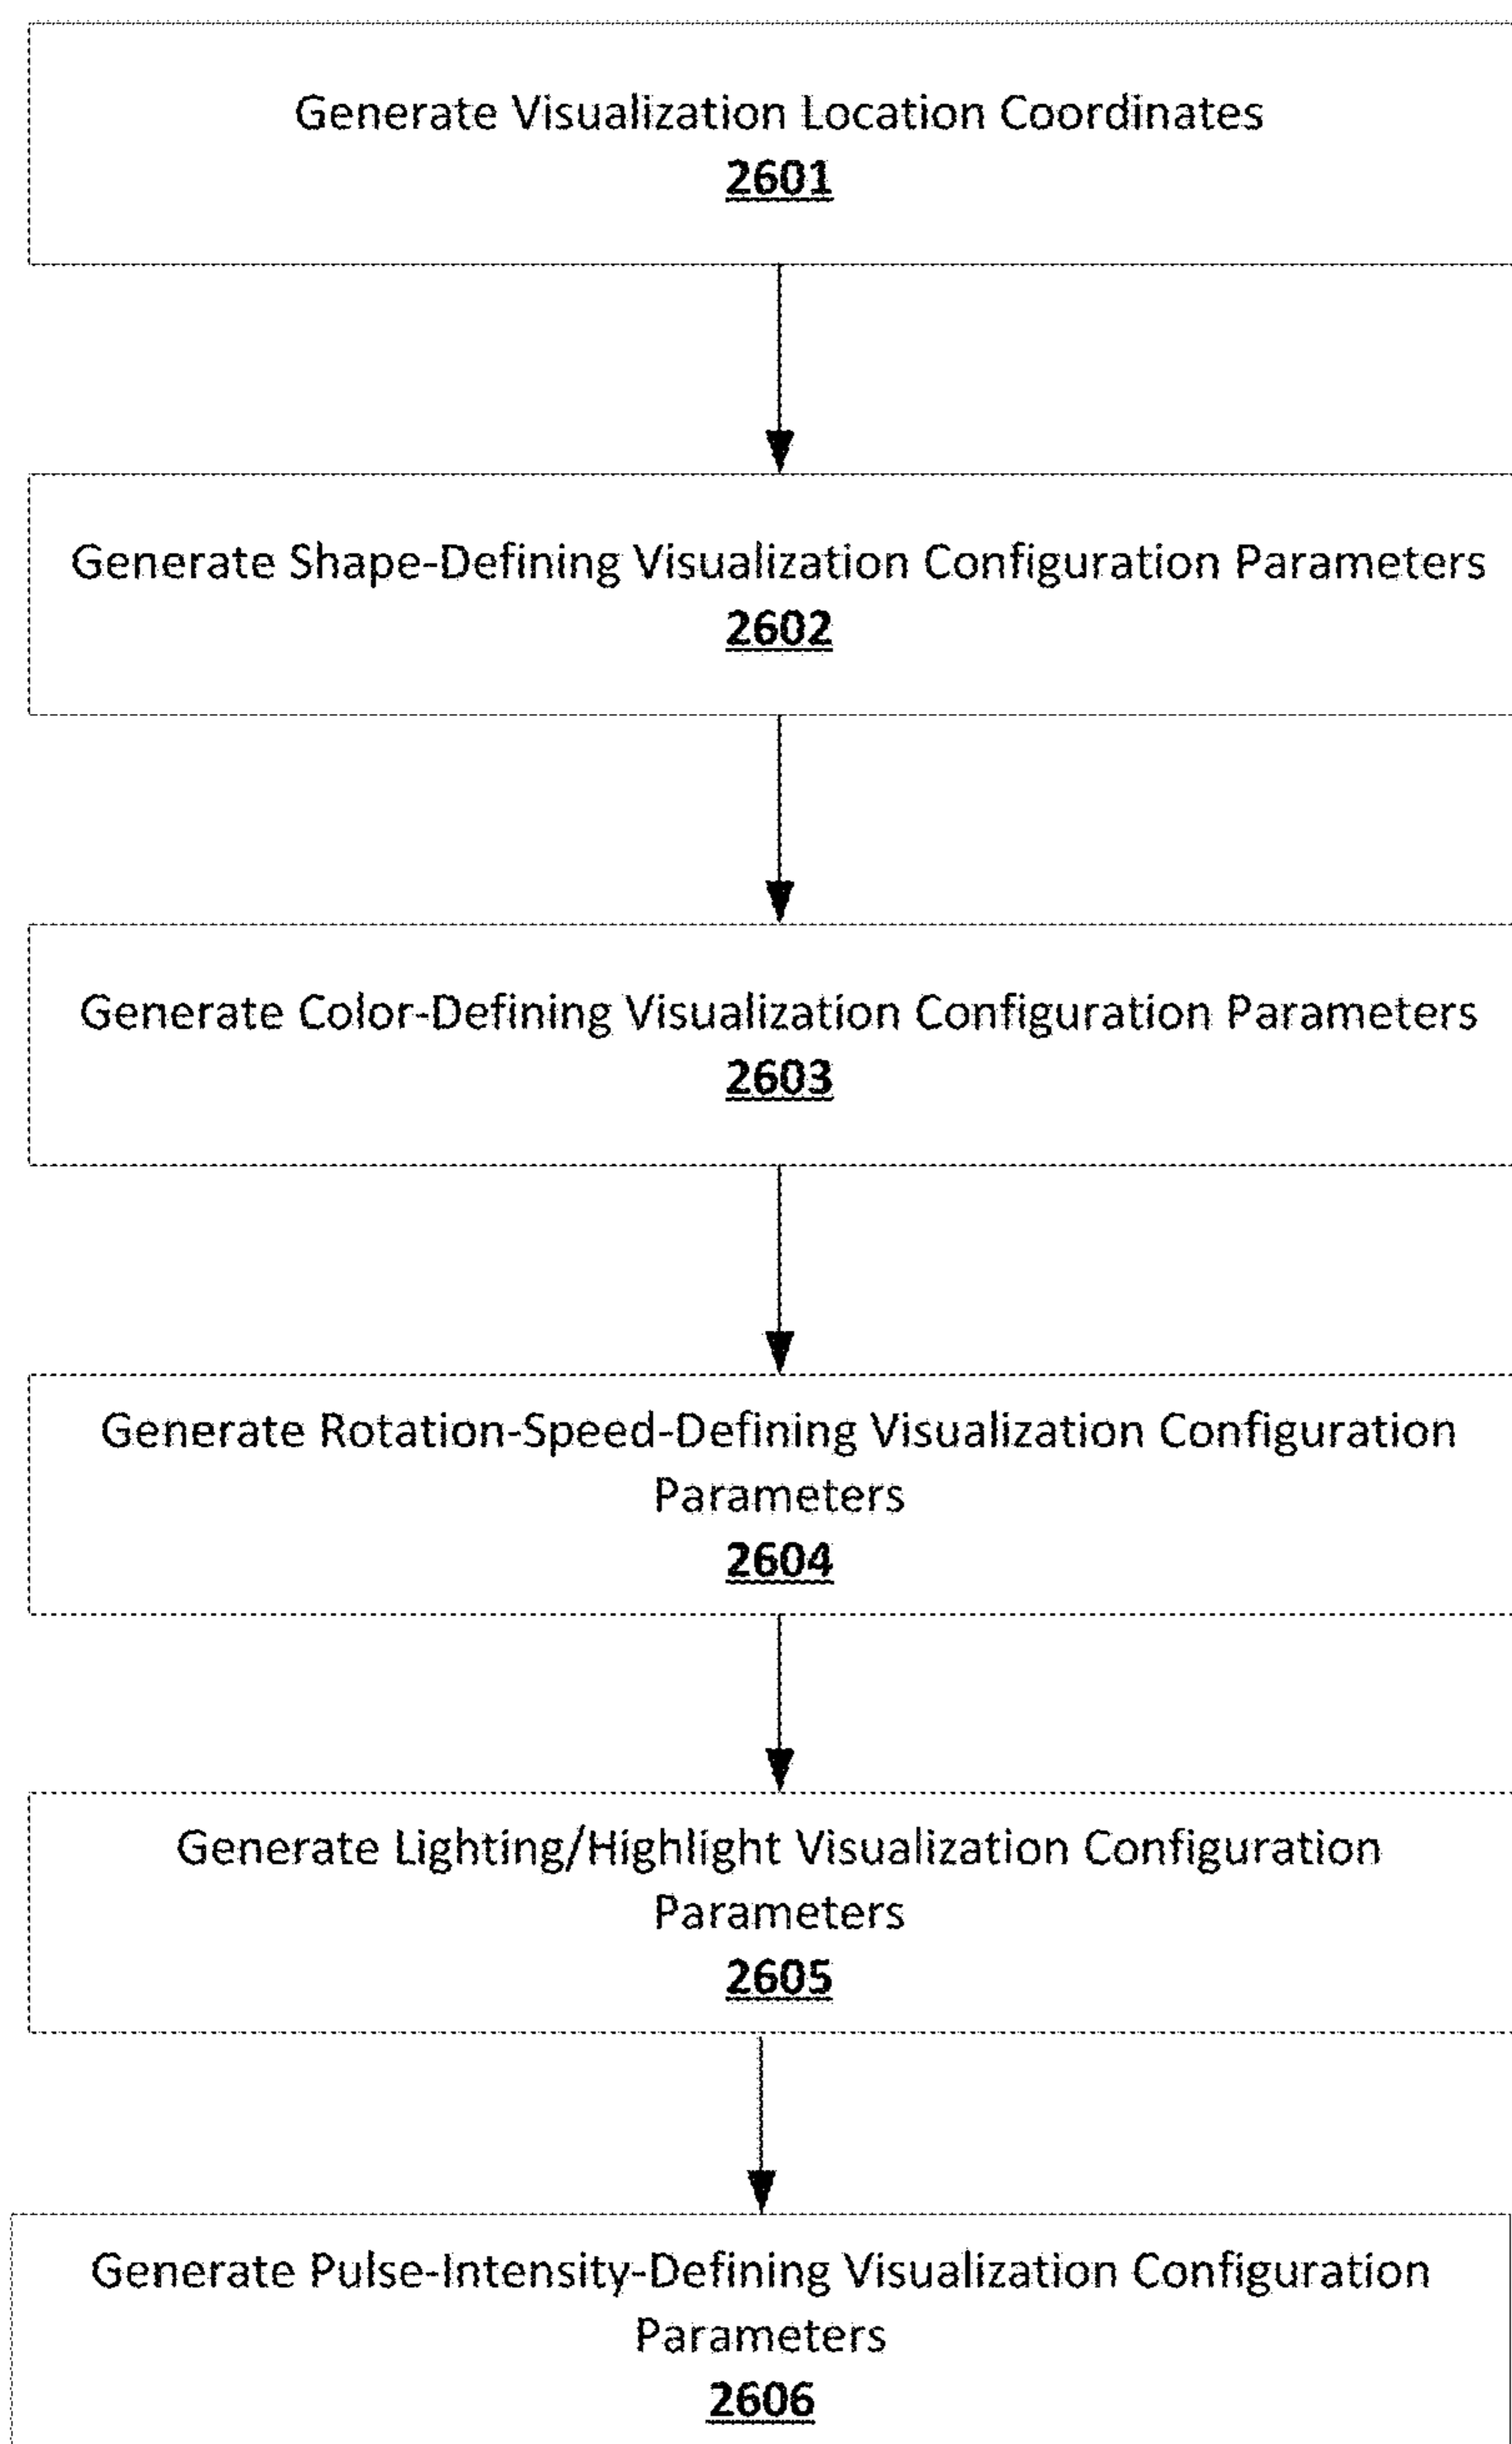 Generate Visualization Location Coordinates
2601
Generate Shape-Defining Visualization Configuration Parameters
2602
Generate Color-Defining Visualization Configuration Parameters
2603
Generate Rotation-Speed-Defining Visualization Configuration
Parameters
2604
Generate Lighting/Highlight Visualization Configuration
Parameters
2605
Generate Pulse-Intensity-Defining Visualization Configuration
Parameters
2606